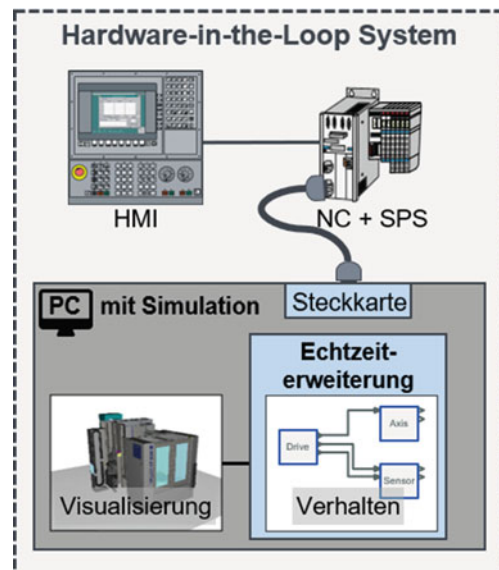 Hardware-in-the-Loop System
HMI
NC + SPS
Steckkarte
PC mit Simulation
Echtzeit-
erweiterung
Visualisierung
Drive
Axis
Sensor
Verhalten